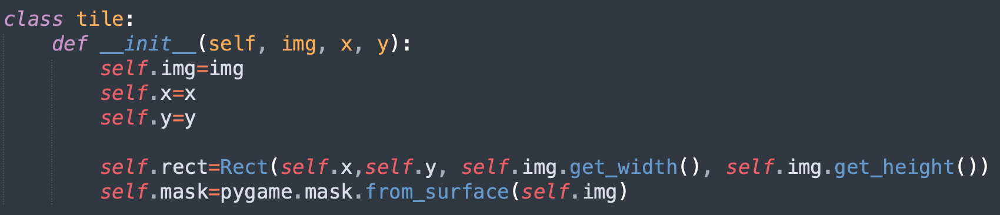 class tile:
    def __init__(self, img, x, y):
        self.img=img
        self.x=x
        self.y=y

        self.rect=Rect(self.x,self.y, self.img.get_width(), self.img.get_height())
        self.mask=pygame.mask.from_surface(self.img)